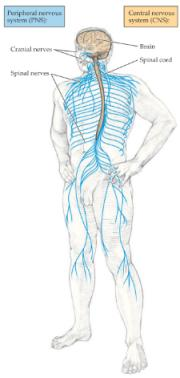 Peripheral nervous
system (PNS):
Central nervous
system (CNS):
Cranial nerves
Brain
Spinal cord
Spinal nerves